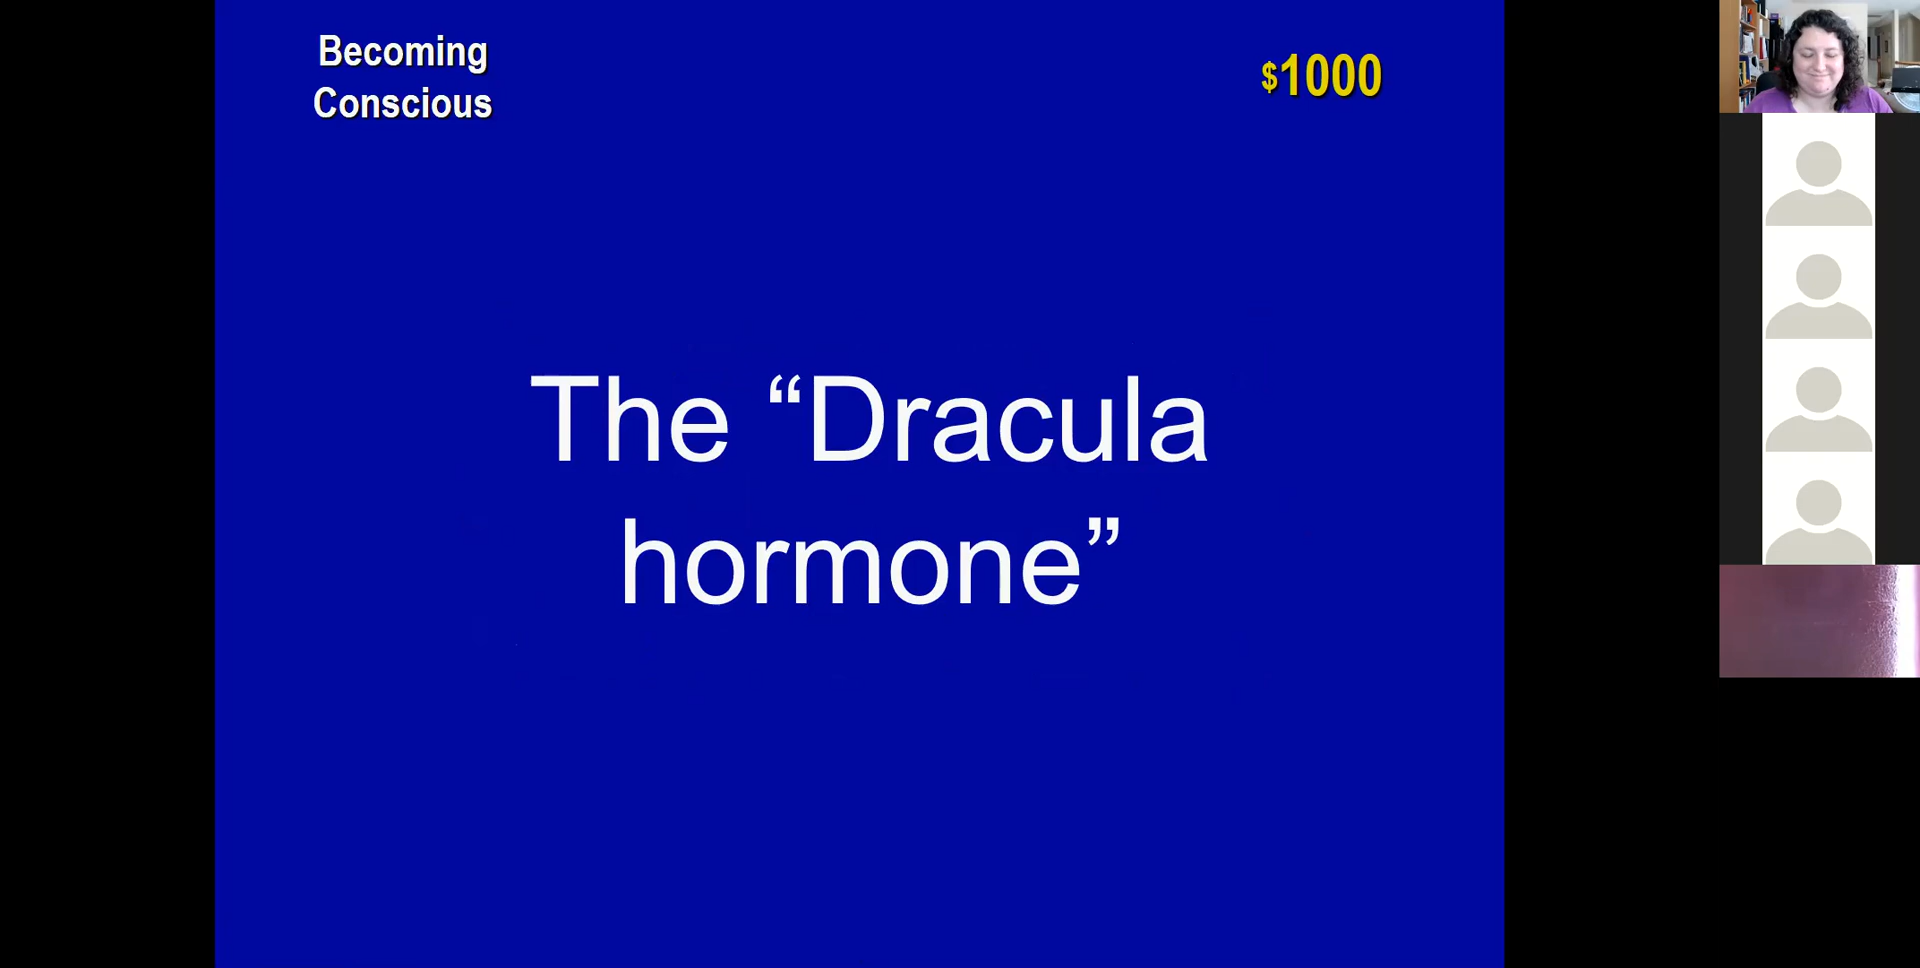 Becoming
Conscious
$1000
The “Dracula
hormone”